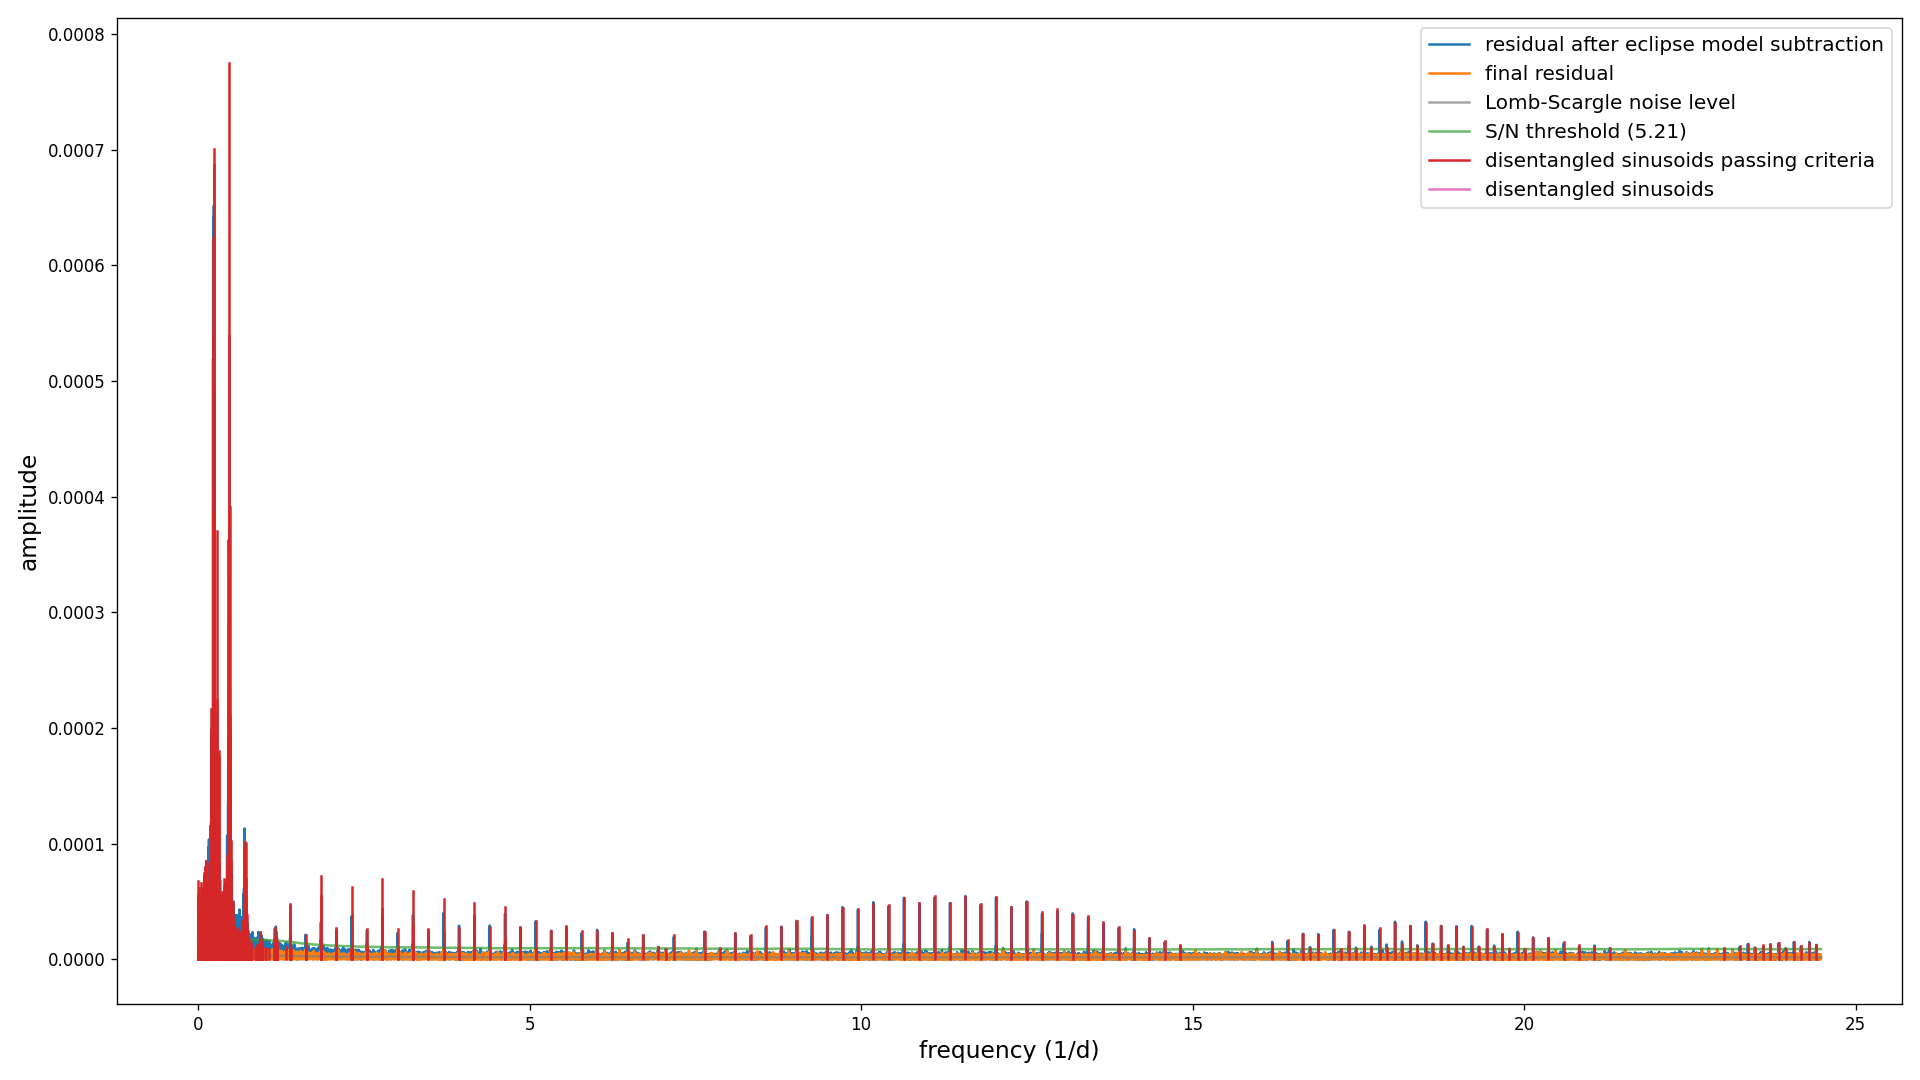 0.0008
0.0007
0.0006
0.0005
0.0004
0.0003
0.0002
0.0001
0.0000
amplitude
0 5 10 15 20 25
frequency (1/d)
residual after eclipse model subtraction
final residual
Lomb-Scargle noise level
S/N threshold (5.21)
disentangled sinusoids passing criteria
disentangled sinusoids